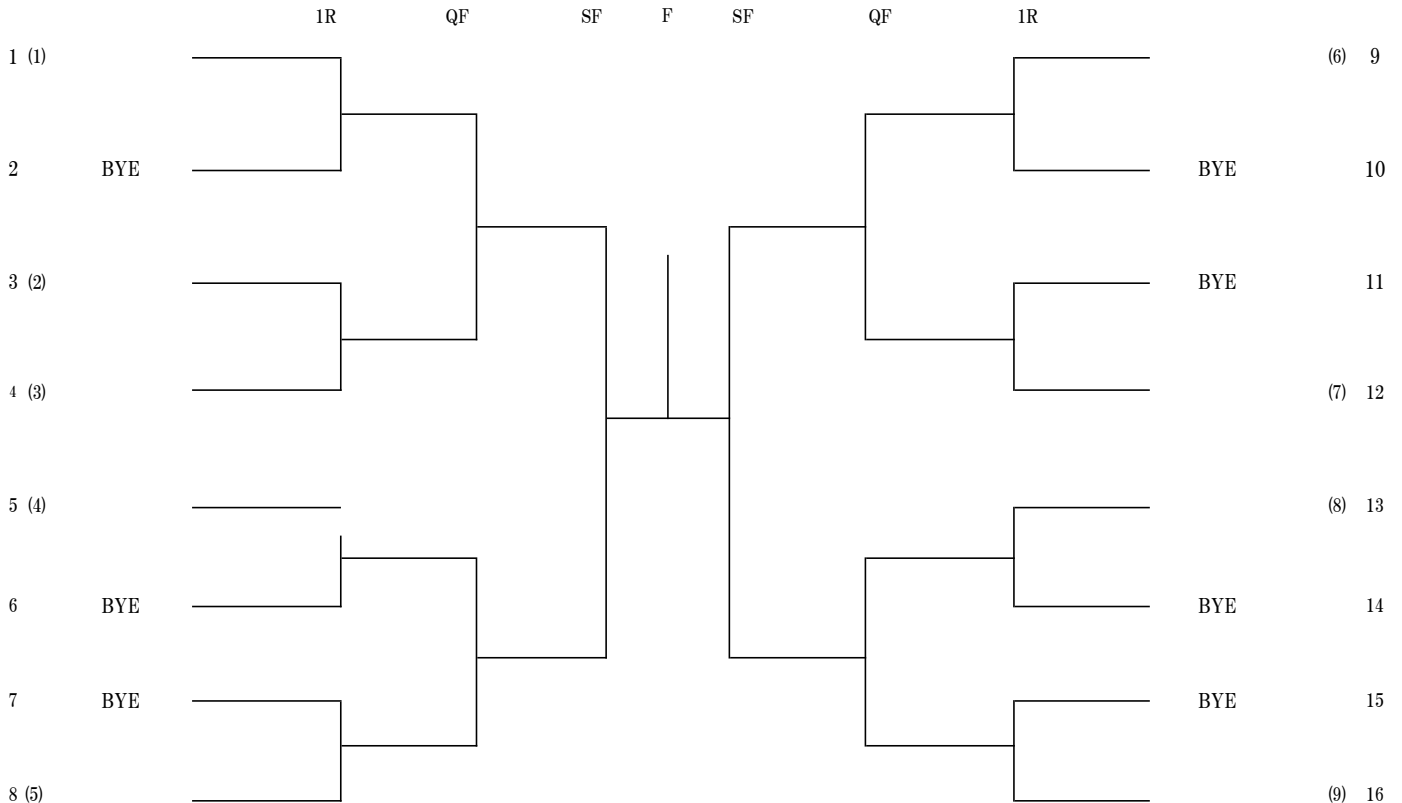 1R QF SF F SF QF 1R
1 (1) (6) 9
2 BYE BYE 10
3 (2) BYE 11
4 (3) (7) 12
5 (4) (8) 13
6 BYE BYE 14
7 BYE BYE 15
8 (5) (9) 16